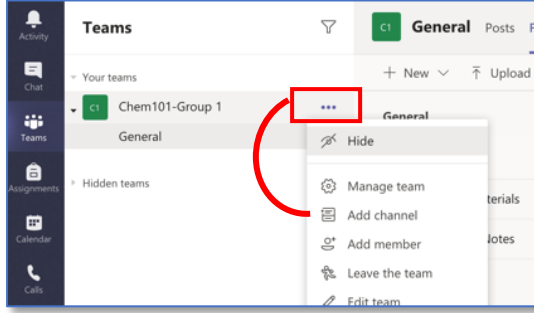 Activity
Chat
Teams
Assignments
Calendar
Calls
Teams
Your teams
C1 Chem101-Group 1
General
Hidden teams
C1 General Posts
New Upload
General
Hide
Manage team
Add channel
Add member
Leave the team
Edit team
terials
Notes